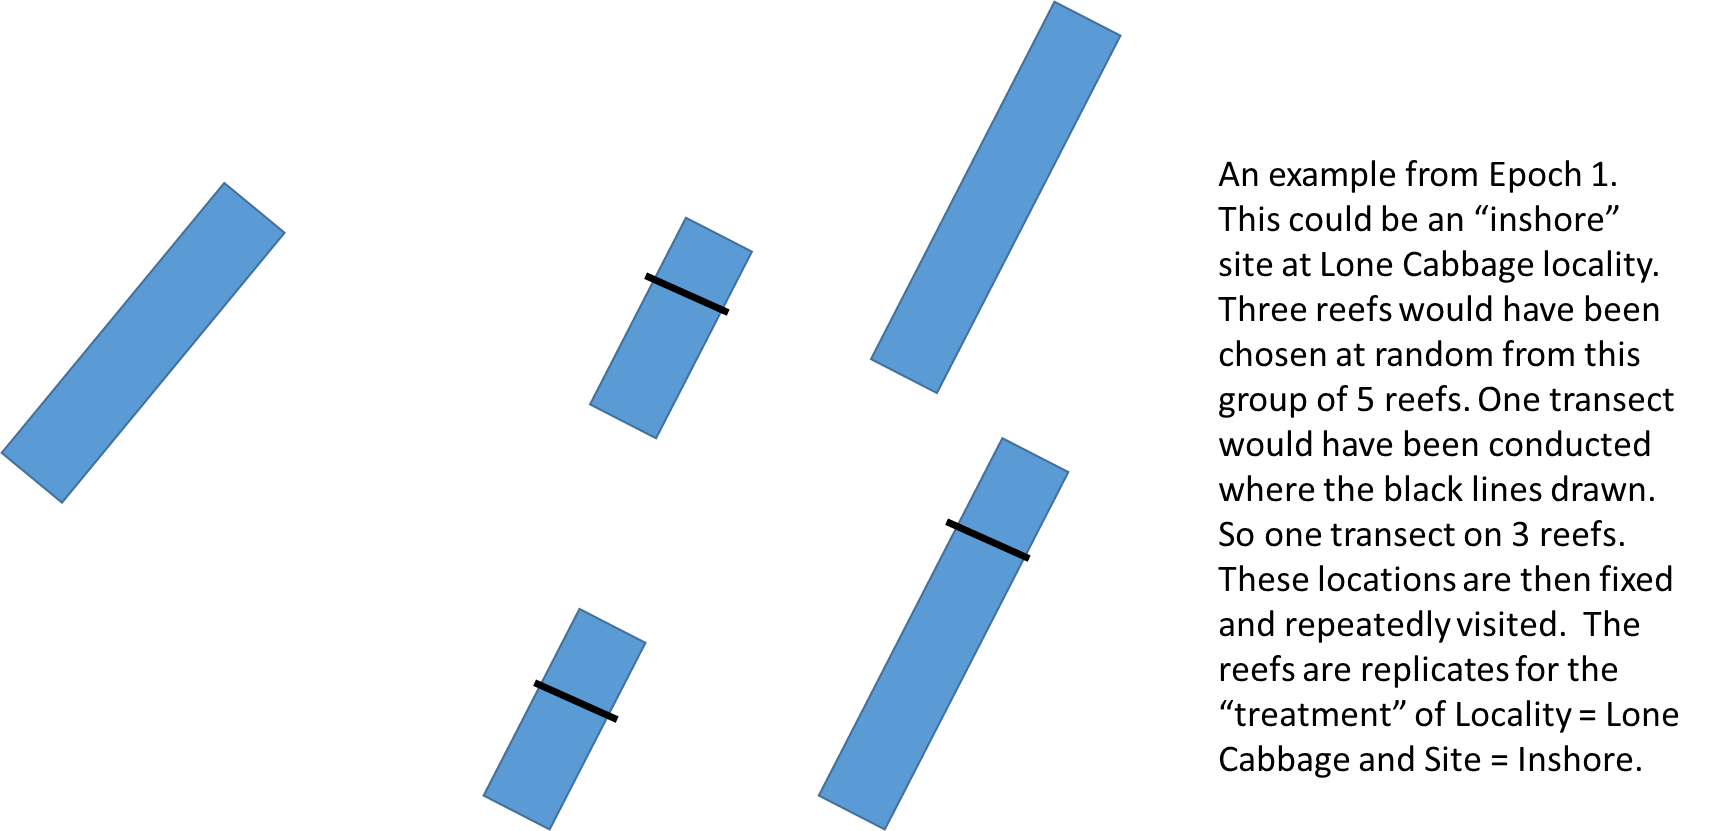 An example from Epoch 1.
This could be an “inshore”
site at Lone Cabbage locality.
Three reefs would have been
chosen at random from this
group of 5 reefs. One transect
would have been conducted
where the black lines drawn.
So one transect on 3 reefs.
These locations are then fixed
and repeatedly visited.  The
reefs are replicates for the
“treatment” of Locality = Lone
Cabbage and Site = Inshore.